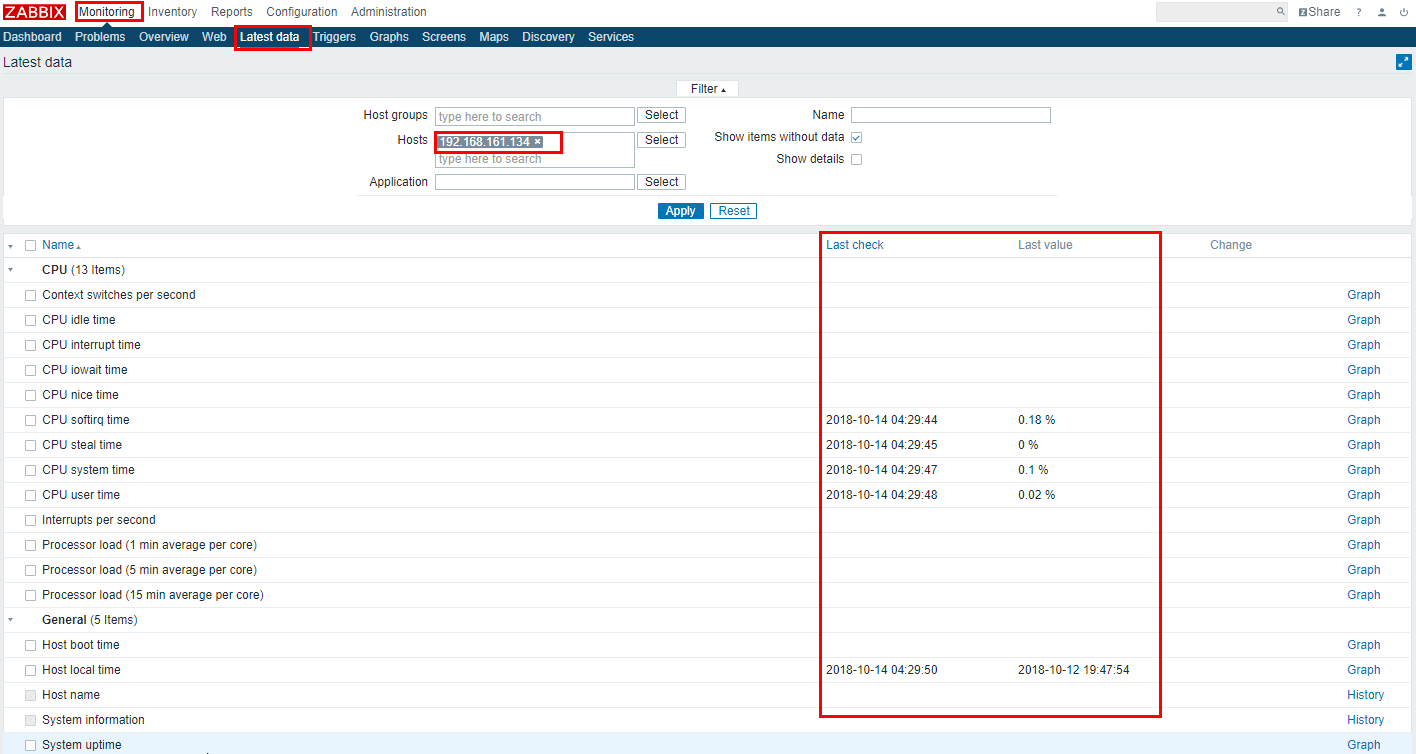 ZABBIX Monitoring Inventory Reports Configuration Administration Z Share ?
Dashboard Problems Overview Web Latest data Triggers Graphs Screens Maps Discovery Services
Latest data
Filter
Host groups type here to search Select Name
Hosts 192.168.161.134 × Select Show items without data
type here to search Show details
Application Select
Apply Reset
Name Last check Last value Change
CPU (13 Items)
Context switches per second Graph
CPU idle time Graph
CPU interrupt time Graph
CPU iowait time Graph
CPU nice time Graph
CPU softirq time 2018-10-14 04:29:44 0.18 % Graph
CPU steal time 2018-10-14 04:29:45 0 % Graph
CPU system time 2018-10-14 04:29:47 0.1 % Graph
CPU user time 2018-10-14 04:29:48 0.02 % Graph
Interrupts per second Graph
Processor load (1 min average per core) Graph
Processor load (5 min average per core) Graph
Processor load (15 min average per core) Graph
General (5 Items)
Host boot time Graph
Host local time 2018-10-14 04:29:50 2018-10-12 19:47:54 Graph
Host name History
System information History
System uptime Graph